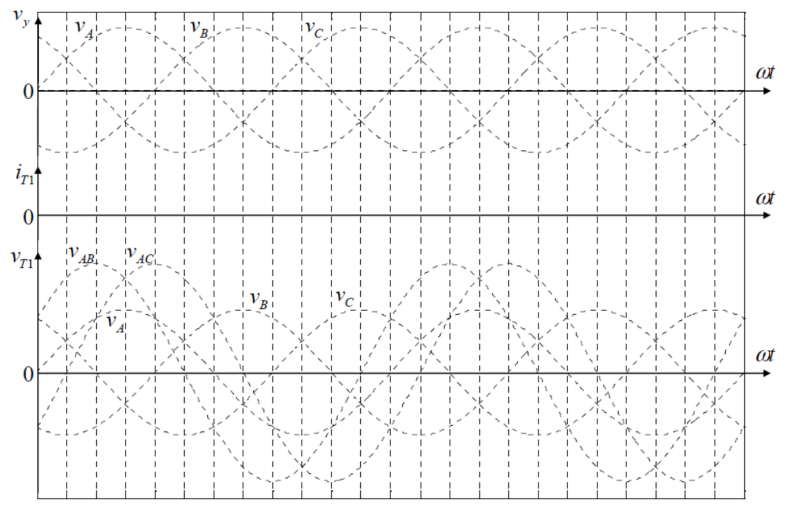 v_y v_A v_B v_C
0 ωt
i_T1
0 ωt
v_T1 v_AB v_AC
v_B v_C
v_A
0 ωt